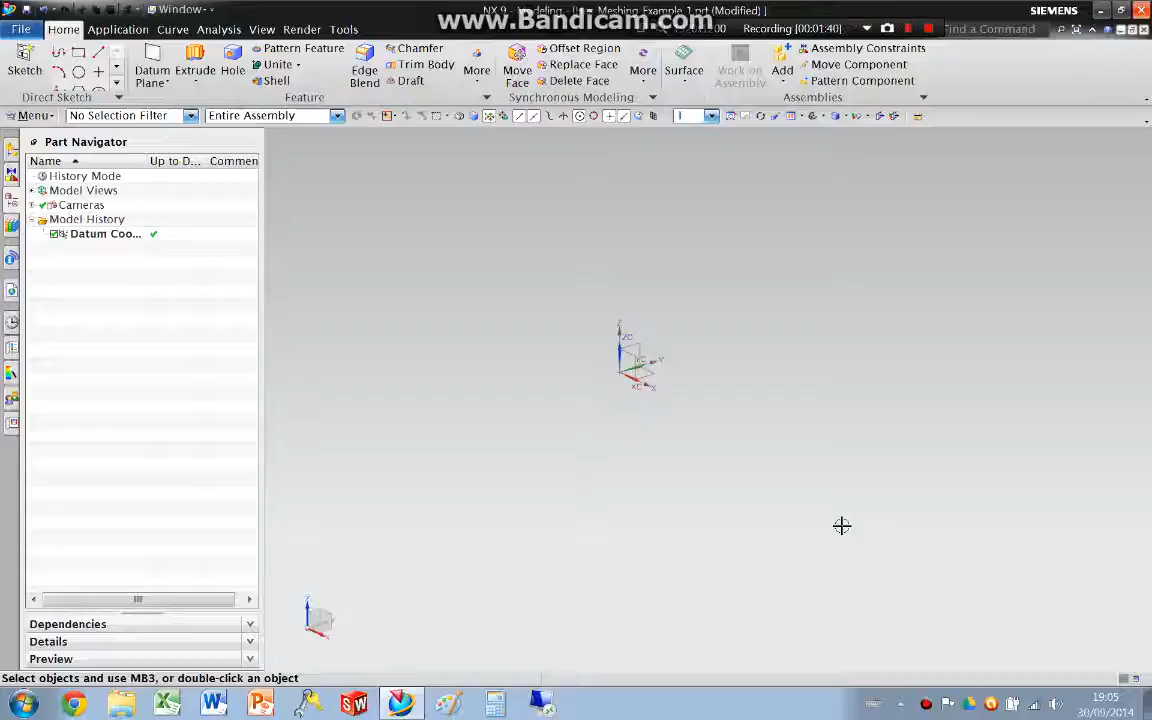 www.Bandicam.com
NX 9 - Modeling - Meshing Example 1.prt (Modified) ]
Window
SIEMENS
File Home Application Curve Analysis View Render Tools
Recording [00:01:40]
Find a Command
Sketch
Direct Sketch
Datum Plane
Extrude
Hole
Pattern Feature
Unite
Shell
Edge Blend
Chamfer
Trim Body
Draft
More
Feature
Move Face
Offset Region
Replace Face
Delete Face
More
Synchronous Modeling
Surface
Work on Assembly
Add
Assembly Constraints
Move Component
Pattern Component
Assemblies
Menu No Selection Filter Entire Assembly 1
Part Navigator
Name Up to D... Commen
History Mode
Model Views
Cameras
Model History
Datum Coo...
Z
ZC
Y
YC
XC
X
Z
X
Dependencies
Details
Preview
Select objects and use MB3, or double-click an object
19:05
30/09/2014